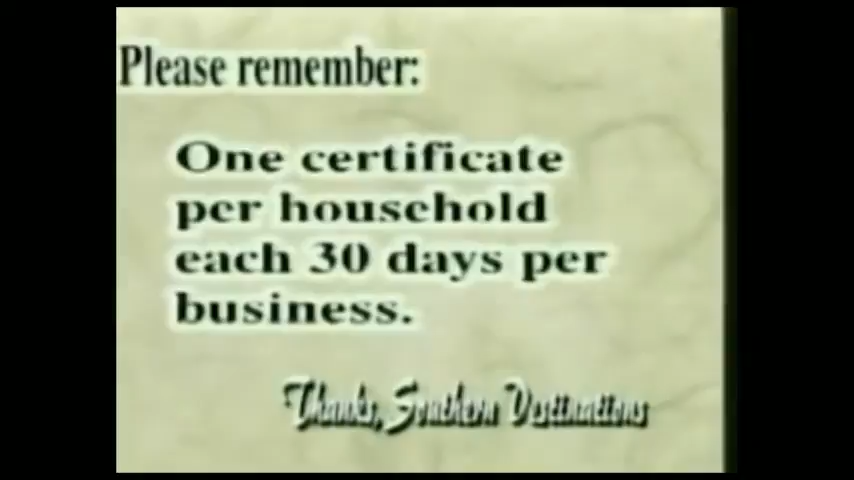 Please remember:
One certificate
per household
each 30 days per
business.
Thanks, Southern Destinations